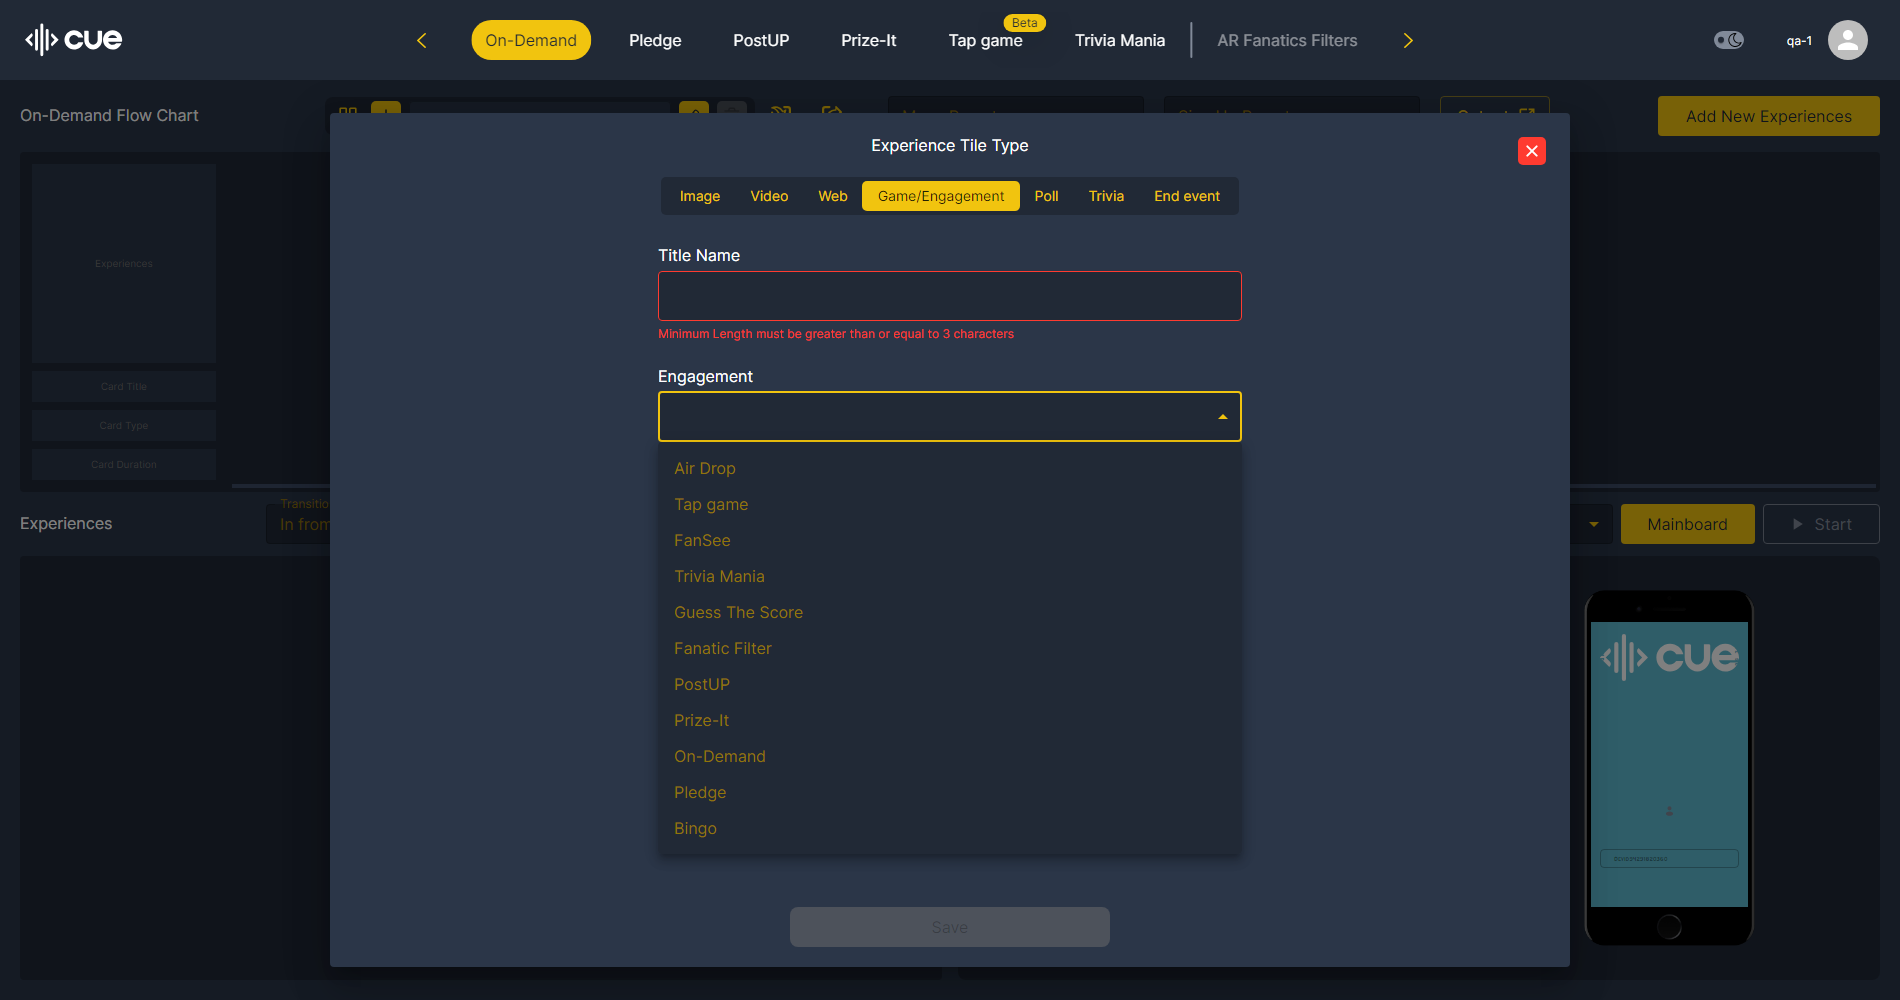 cue
On-Demand
Pledge
PostUP
Prize-It
Tap game
Beta
Trivia Mania
AR Fanatics Filters
qa-1
On-Demand Flow Chart
Add New Experiences
Experience Tile Type
Image
Video
Web
Game/Engagement
Poll
Trivia
End event
Experiences
Title Name
Minimum Length must be greater than or equal to 3 characters
Card Title
Engagement
Card Type
Card Duration
Air Drop
Tap game
FanSee
Trivia Mania
Guess The Score
Fanatic Filter
PostUP
Prize-It
On-Demand
Pledge
Bingo
Experiences
In from
Mainboard
Start
cue
Save